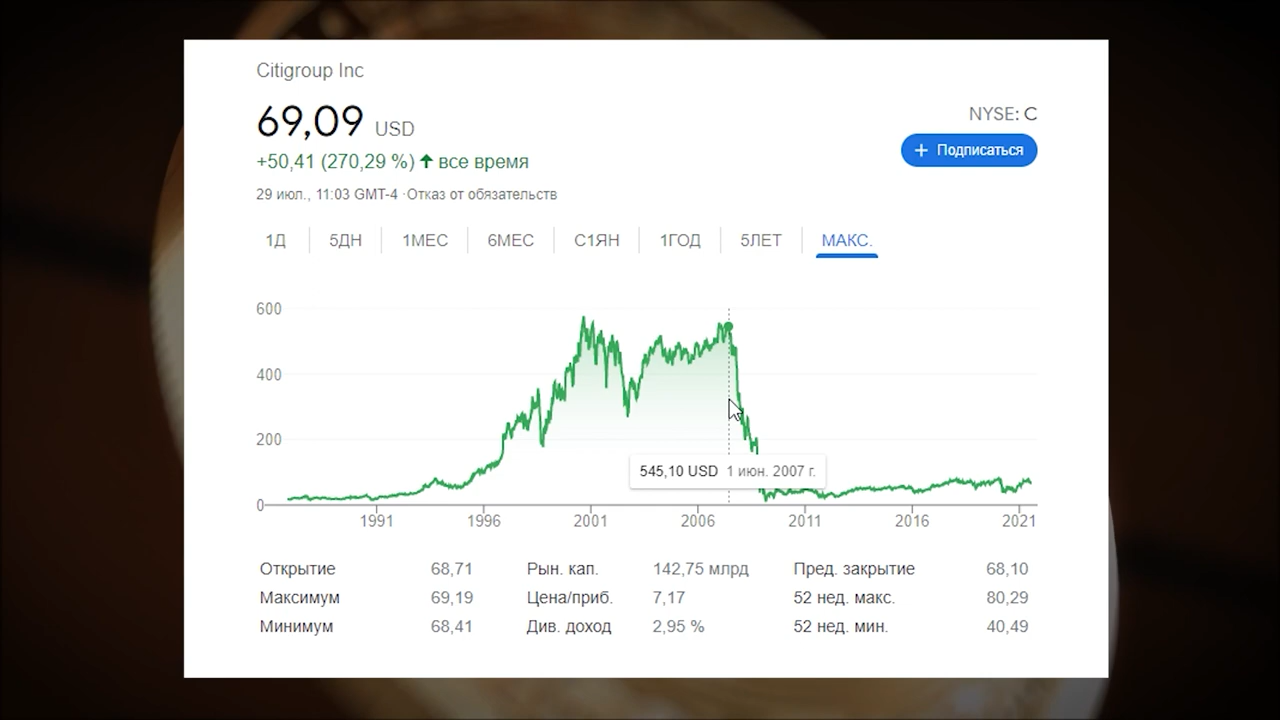 Citigroup Inc
69,09 USD
NYSE: C
+50,41 (270,29 %) ↑ все время
+ Подписаться
29 июл., 11:03 GMT-4 · Отказ от обязательств
1Д 5ДН 1МЕС 6МЕС С1ЯН 1ГОД 5ЛЕТ МАКС.
600
400
200
545,10 USD 1 июн. 2007 г.
0
1991 1996 2001 2006 2011 2016 2021
Открытие 68,71 Рын. кап. 142,75 млрд Пред. закрытие 68,10
Максимум 69,19 Цена/приб. 7,17 52 нед. макс. 80,29
Минимум 68,41 Див. доход 2,95 % 52 нед. мин. 40,49